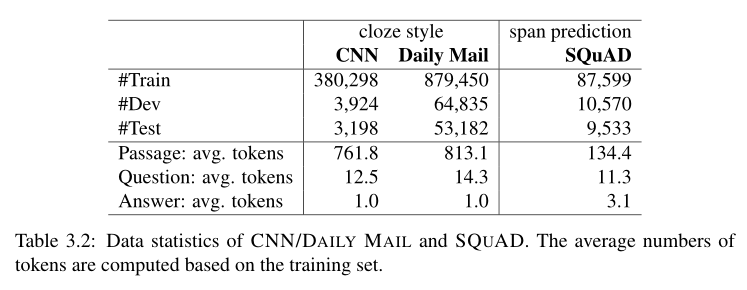 cloze style span prediction
CNN Daily Mail SQuAD
#Train 380,298 879,450 87,599
#Dev 3,924 64,835 10,570
#Test 3,198 53,182 9,533
Passage: avg. tokens 761.8 813.1 134.4
Question: avg. tokens 12.5 14.3 11.3
Answer: avg. tokens 1.0 1.0 3.1
Table 3.2: Data statistics of CNN/DAILY MAIL and SQUAD. The average numbers of
tokens are computed based on the training set.